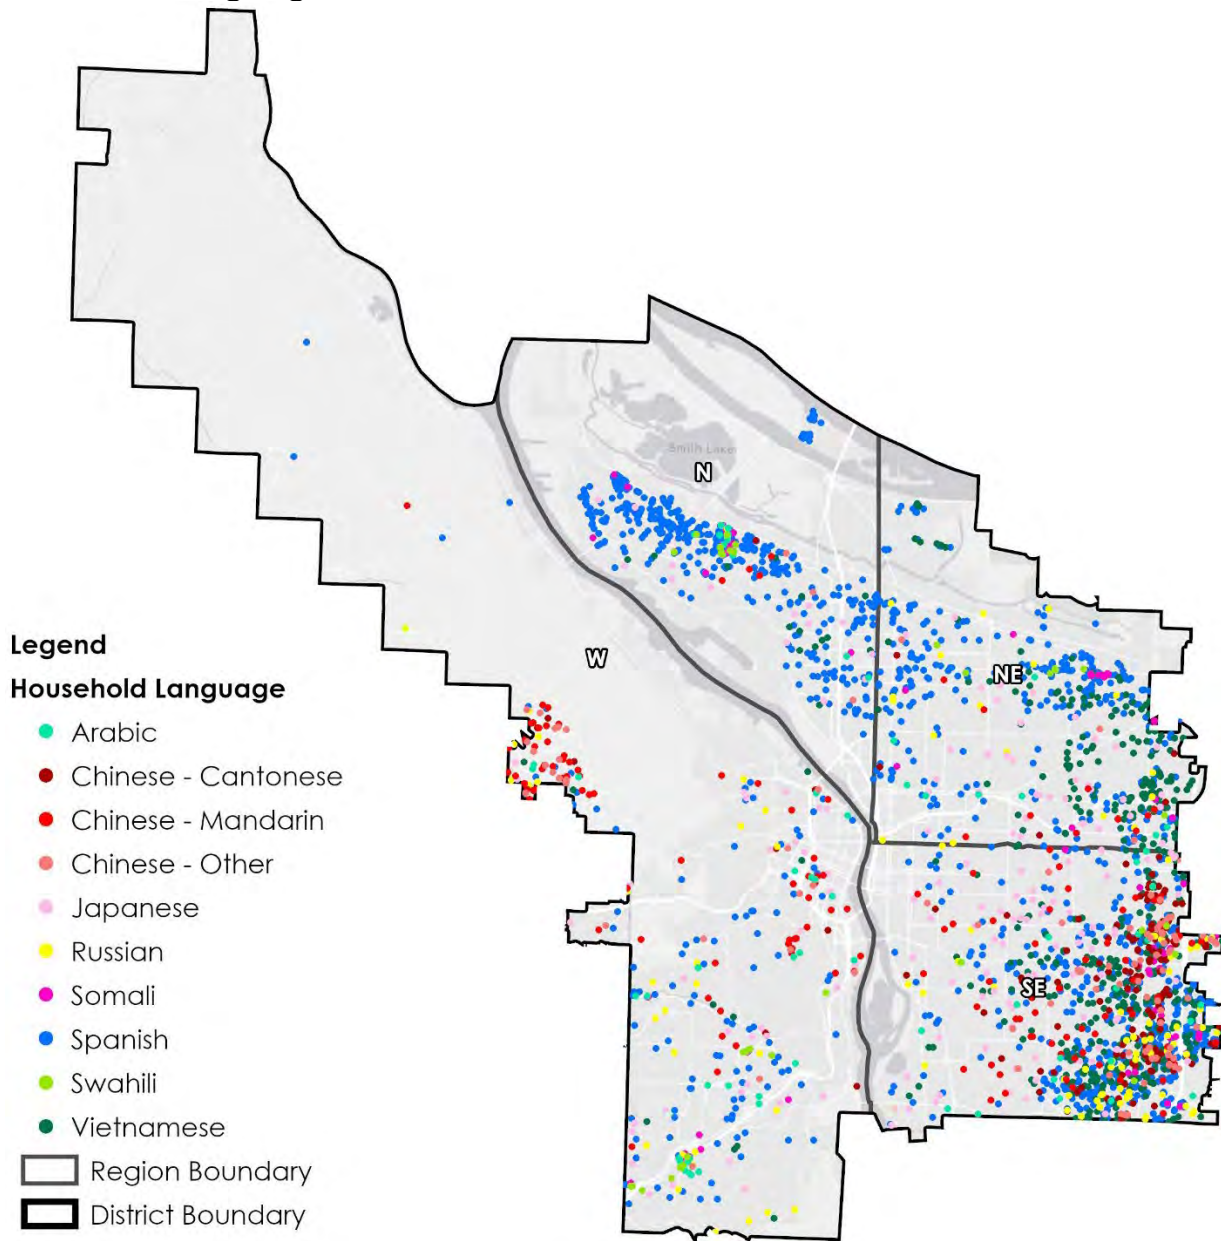 Smith Lake
N
W
NE
SE
Legend
Household Language
Arabic
Chinese - Cantonese
Chinese - Mandarin
Chinese - Other
Japanese
Russian
Somali
Spanish
Swahili
Vietnamese
Region Boundary
District Boundary